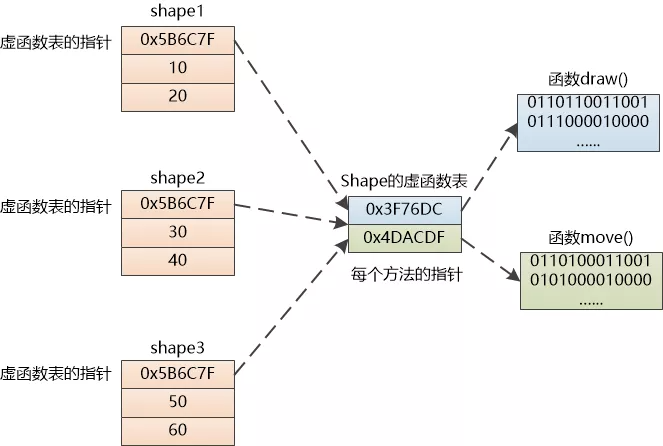 shape1
虚函数表的指针
0x5B6C7F
10
20
shape2
虚函数表的指针
0x5B6C7F
30
40
shape3
虚函数表的指针
0x5B6C7F
50
60
Shape的虚函数表
0x3F76DC
0x4DACDF
每个方法的指针
函数draw()
0110110011001
0111000010000
......
函数move()
0110100011001
0101000010000
......